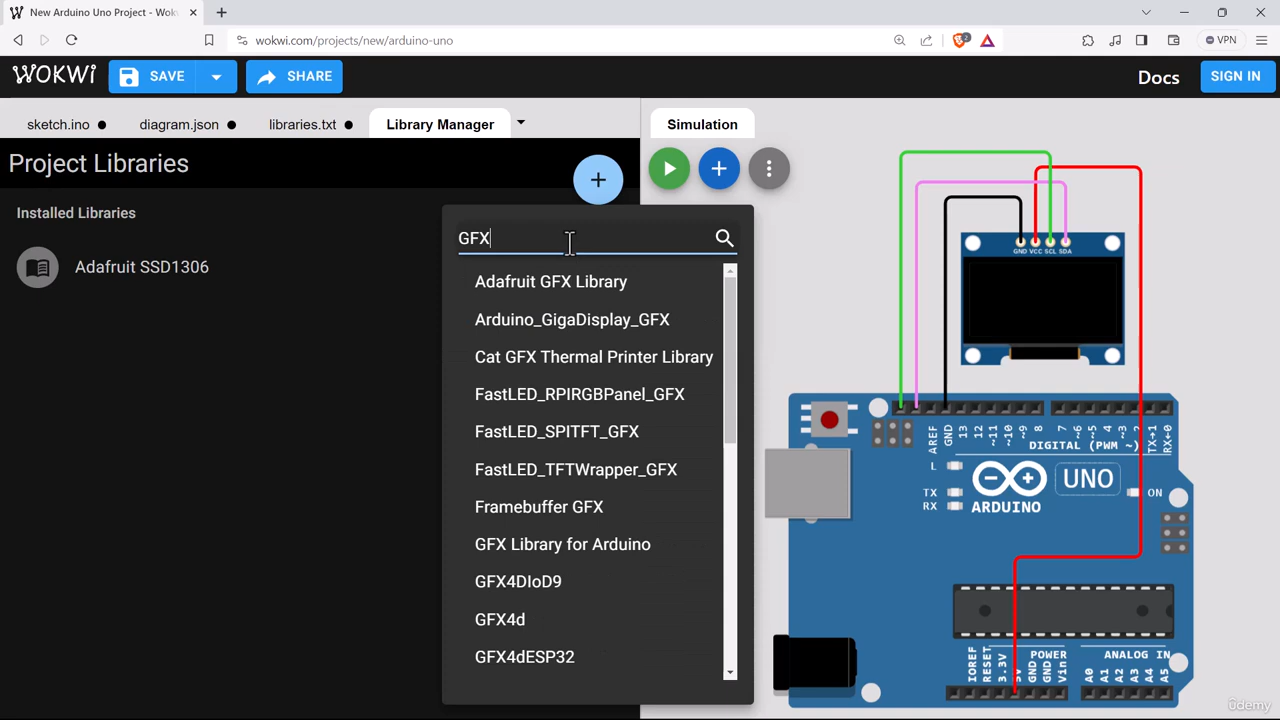 New Arduino Uno Project - Wok
wokwi.com/projects/new/arduino-uno
2
VPN
WOKWI
SAVE
SHARE
Docs
SIGN IN
sketch.ino
diagram.json
libraries.txt
Library Manager
Simulation
Project Libraries
Installed Libraries
Adafruit SSD1306
GFX
Adafruit GFX Library
Arduino_GigaDisplay_GFX
Cat GFX Thermal Printer Library
FastLED_RPIRGBPanel_GFX
FastLED_SPITFT_GFX
FastLED_TFTWrapper_GFX
Framebuffer GFX
GFX Library for Arduino
GFX4DIoD9
GFX4d
GFX4dESP32
GND VCC SCL SDA
AREF
GND
13
12
~11
~10
~9
8
7
~6
~5
4
~3
2
TX→1
RX←0
DIGITAL (PWM ~)
L
TX
RX
UNO
ARDUINO
ON
IOREF
RESET
3.3V
5V
GND
GND
Vin
POWER
ANALOG IN
A0
A1
A2
A3
A4
A5
ûdemy